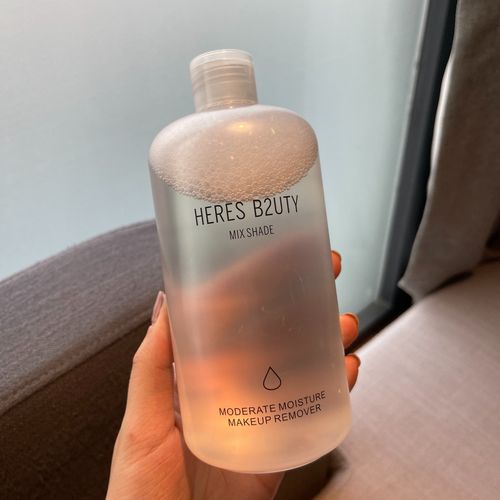 HERES B2UTY
MIX SHADE
MODERATE MOISTURE
MAKEUP REMOVER